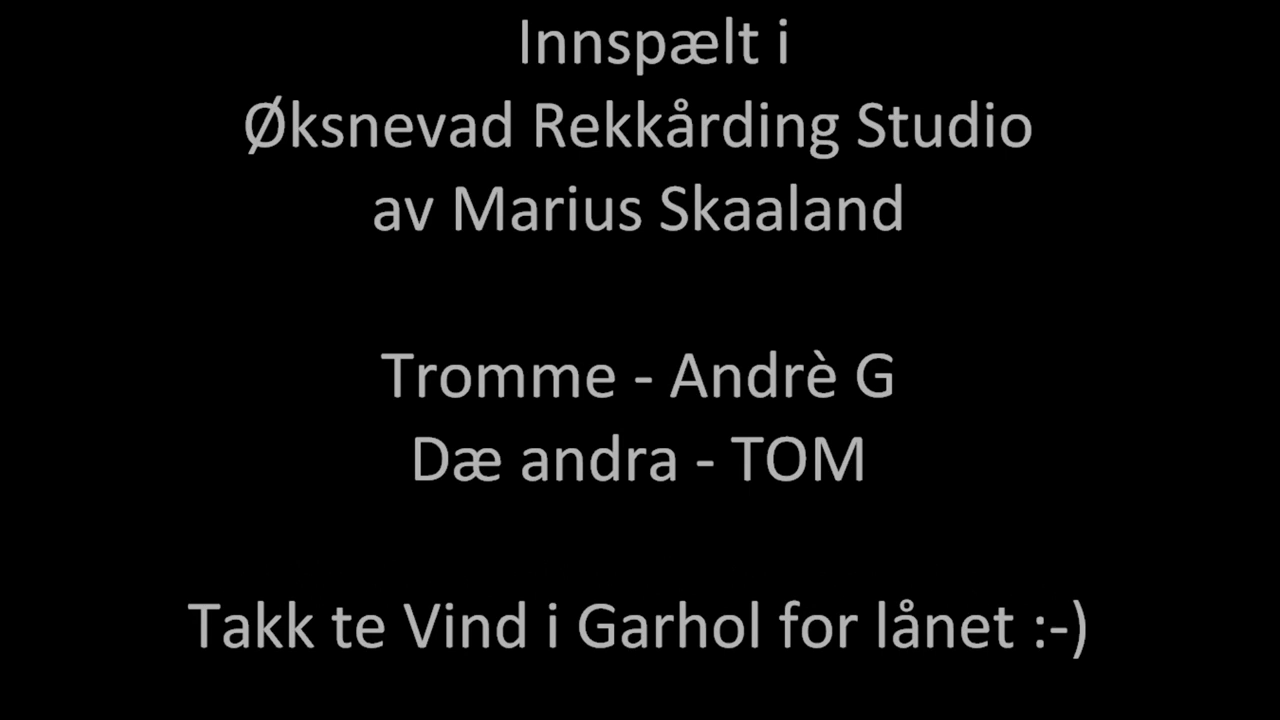 Innspælt i
Øksnevad Rekkårding Studio
av Marius Skaaland
Tromme - Andrè G
Dæ andra - TOM
Takk te Vind i Garhol for lånet :-)